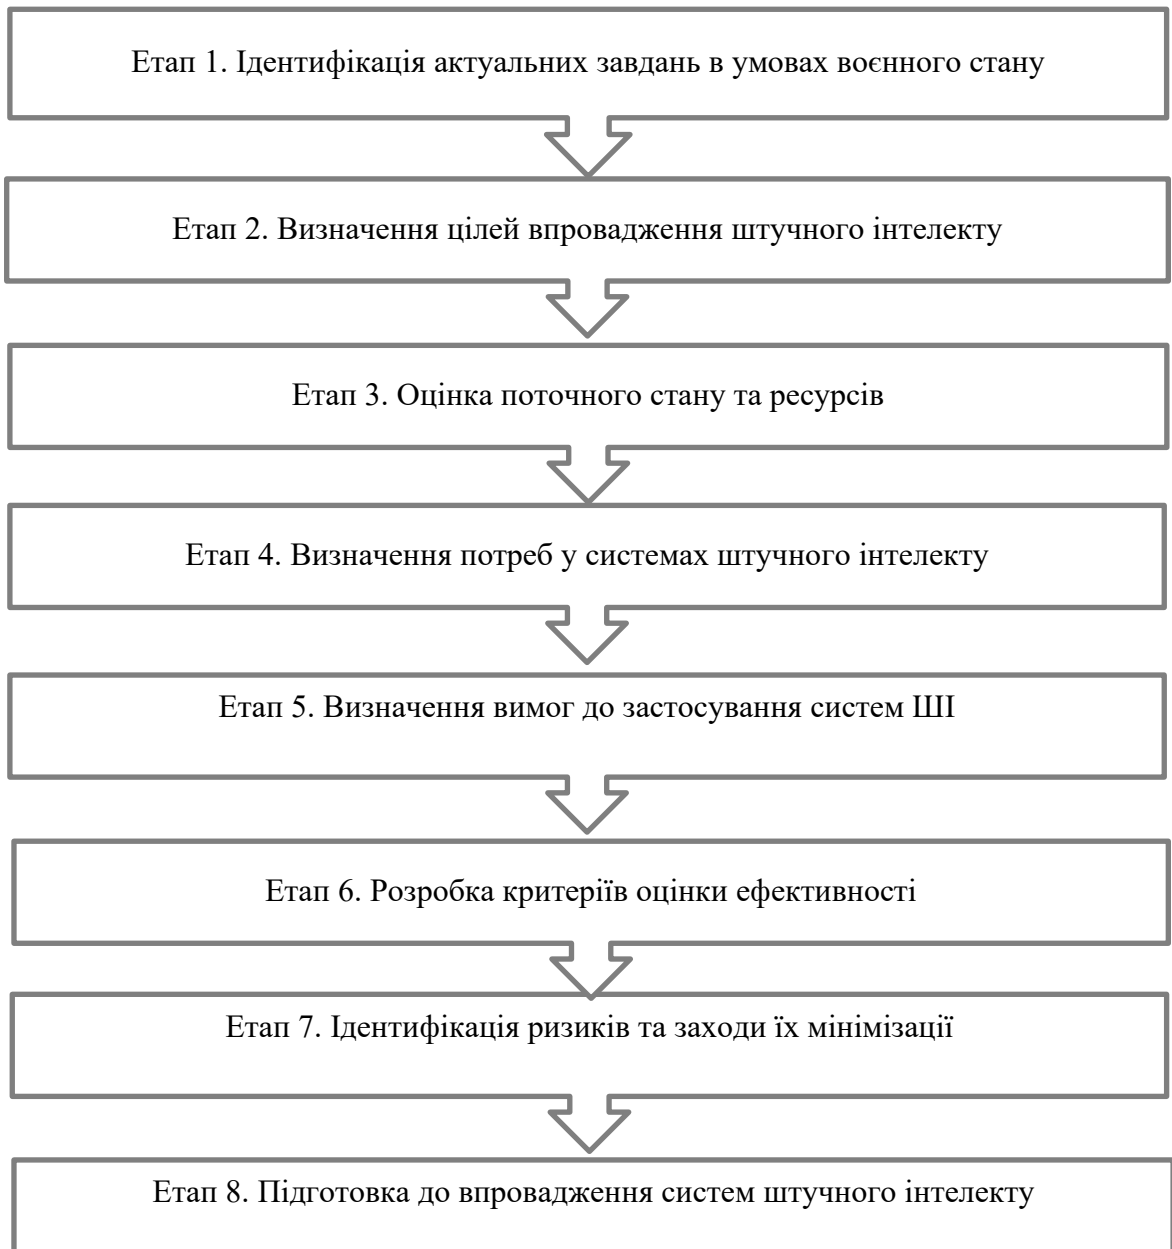 Етап 1. Ідентифікація актуальних завдань в умовах воєнного стану
Етап 2. Визначення цілей впровадження штучного інтелекту
Етап 3. Оцінка поточного стану та ресурсів
Етап 4. Визначення потреб у системах штучного інтелекту
Етап 5. Визначення вимог до застосування систем ШІ
Етап 6. Розробка критеріїв оцінки ефективності
Етап 7. Ідентифікація ризиків та заходи їх мінімізації
Етап 8. Підготовка до впровадження систем штучного інтелекту